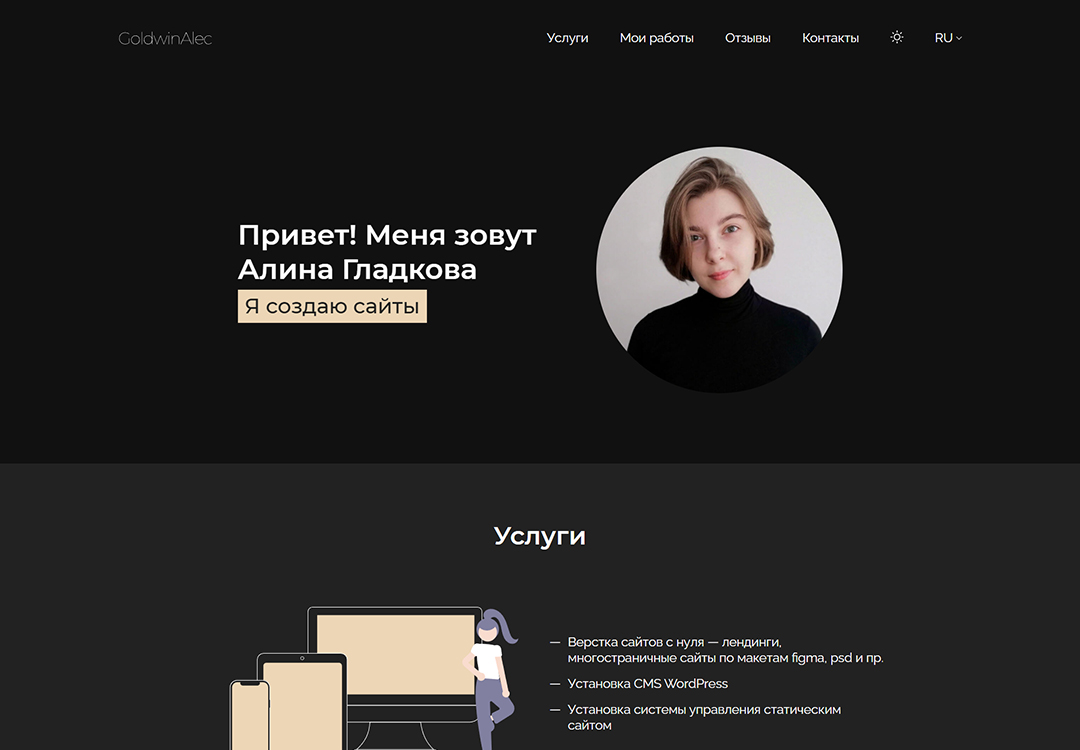 GoldwinAlec
Услуги
Мои работы
Отзывы
Контакты
RU
Привет! Меня зовут
Алина Гладкова
Я создаю сайты
Услуги
— Верстка сайтов с нуля — лендинги,
многостраничные сайты по макетам figma, psd и пр.
— Установка CMS WordPress
— Установка системы управления статическим
сайтом